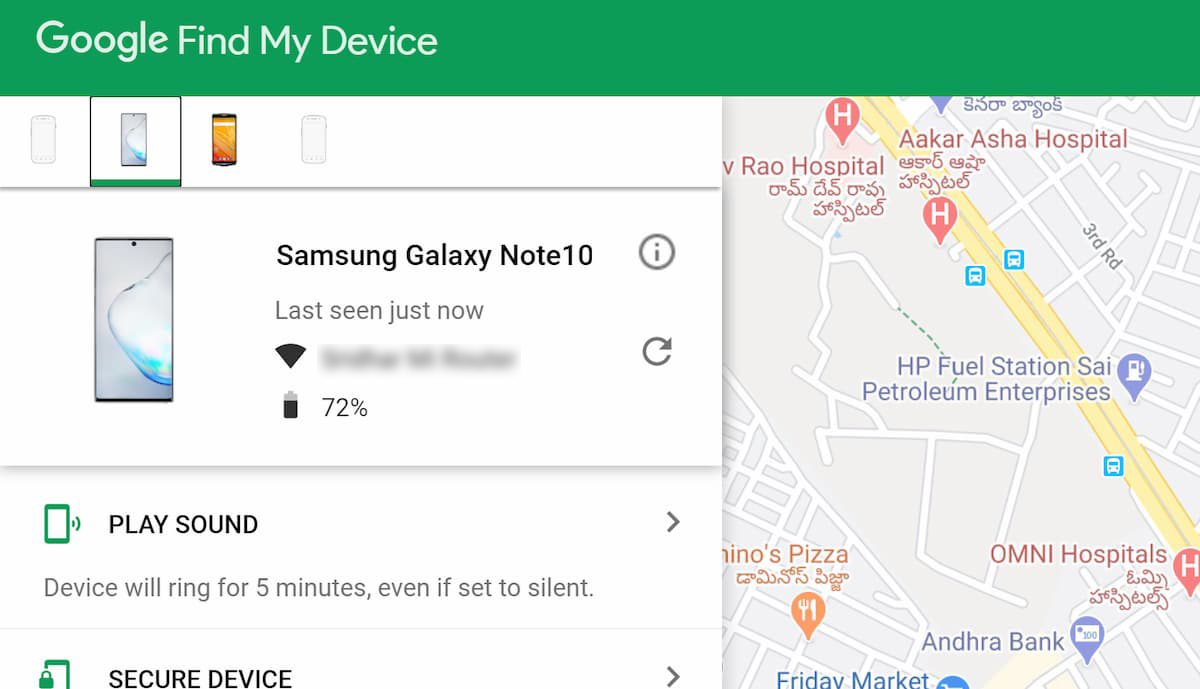 Google Find My Device
Samsung Galaxy Note10
Last seen just now
72%
PLAY SOUND
Device will ring for 5 minutes, even if set to silent.
SECURE DEVICE
కెనరా బ్యాంక్
Aakar Asha Hospital
ఆకార్ ఆషా
హాస్పిటల్
v Rao Hospital
రామ్ దేవ్ రావు
హాస్పిటల్
H
H
3rd Rd
HP Fuel Station Sai
Petroleum Enterprises
nino's Pizza
డామినోస్ పిజ్జా
OMNI Hospitals
ఓమ్ని
హాస్పిటల్స్
H
Andhra Bank
100
Friday Market